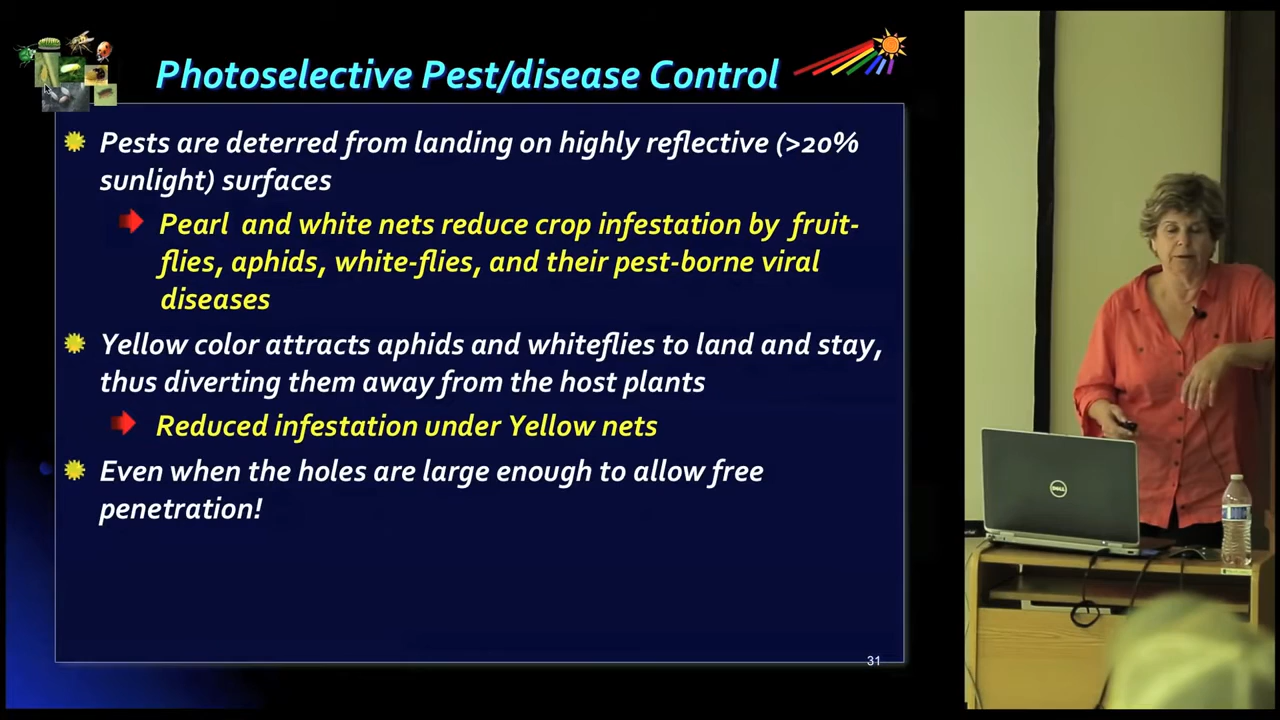 Photoselective Pest/disease Control
Pests are deterred from landing on highly reflective (>20%
sunlight) surfaces
Pearl and white nets reduce crop infestation by fruit-
flies, aphids, white-flies, and their pest-borne viral
diseases
Yellow color attracts aphids and whiteflies to land and stay,
thus diverting them away from the host plants
Reduced infestation under Yellow nets
Even when the holes are large enough to allow free
penetration!
31
DELL